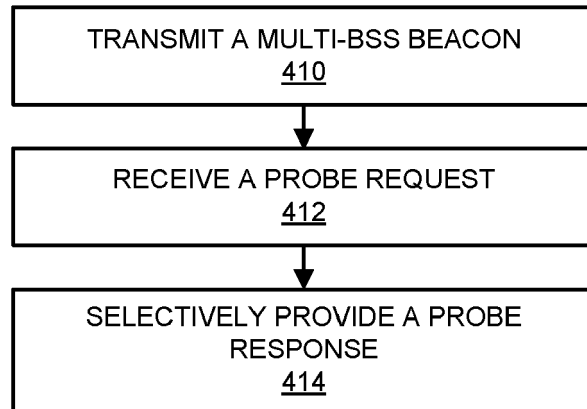 TRANSMIT A MULTI-BSS BEACON
410
RECEIVE A PROBE REQUEST
412
SELECTIVELY PROVIDE A PROBE
RESPONSE
414